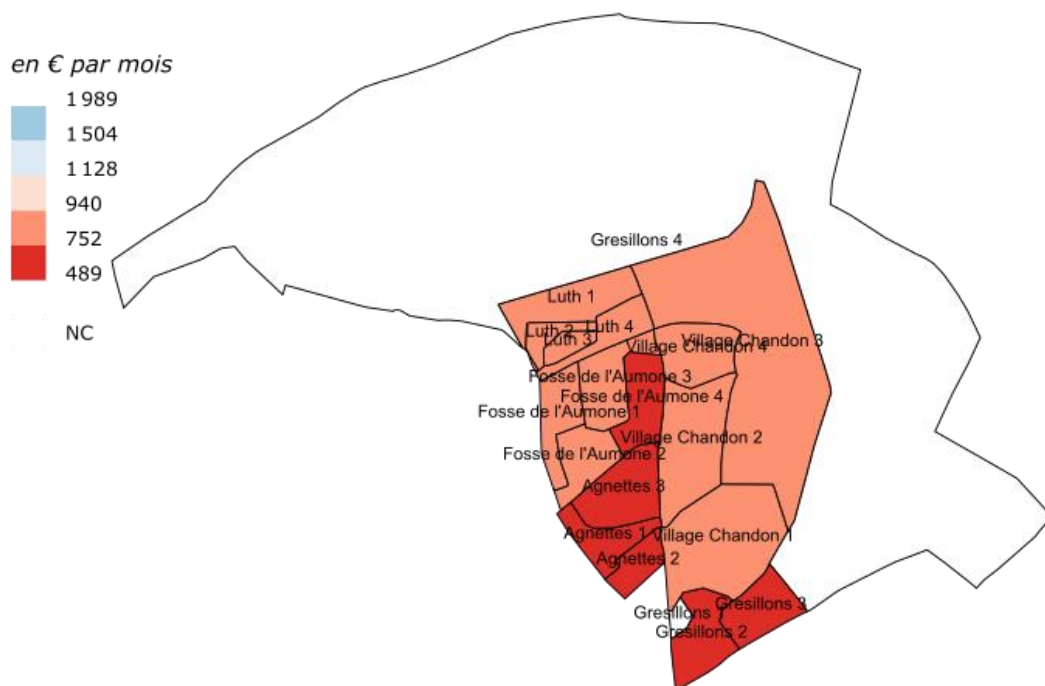 en € par mois
1 989
1 504
1 128
940
752
489
NC
Gresillons 4
Luth 1
Luth 2
Luth 4
Luth 3
Village Chandon 3
Village Chandon 4
Fosse de l'Aumone 3
Fosse de l'Aumone 4
Fosse de l'Aumone 1
Village Chandon 2
Fosse de l'Aumone 2
Agnettes 3
Agnettes 1
Village Chandon 1
Agnettes 2
Gresillons 3
Gresillons
Gresillons 2